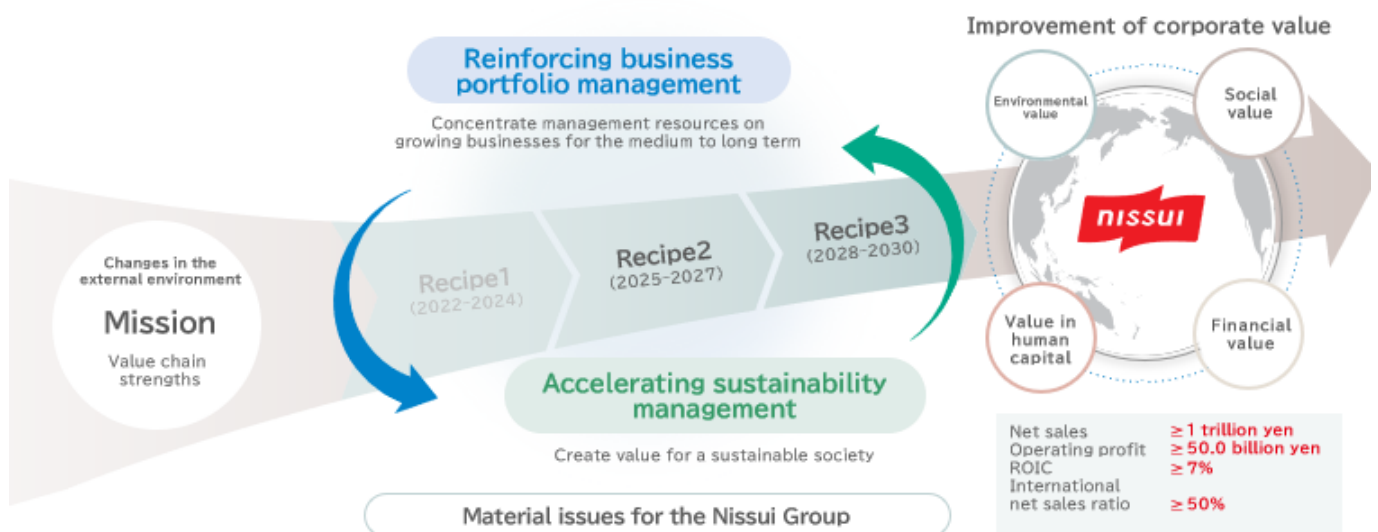 Improvement of corporate value
Reinforcing business
portfolio management
Concentrate management resources on
growing businesses for the medium to long term
Environmental
value
Social
value
nissui
Changes in the
external environment
Mission
Value chain
strengths
Recipe1
(2022-2024)
Recipe2
(2025-2027)
Recipe3
(2028-2030)
Value in
human
capital
Financial
value
Accelerating sustainability
management
Create value for a sustainable society
Net sales ≥1 trillion yen
Operating profit ≥50.0 billion yen
ROIC ≥7%
International
net sales ratio ≥50%
Material issues for the Nissui Group